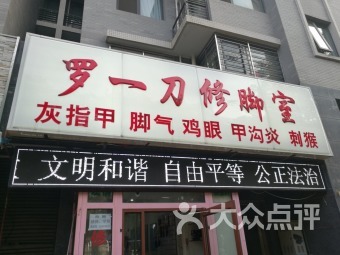 罗一刀修脚室
灰指甲 脚气 鸡眼 甲沟炎 刺猴
文明和谐 自由平等 公正法治
大众点评